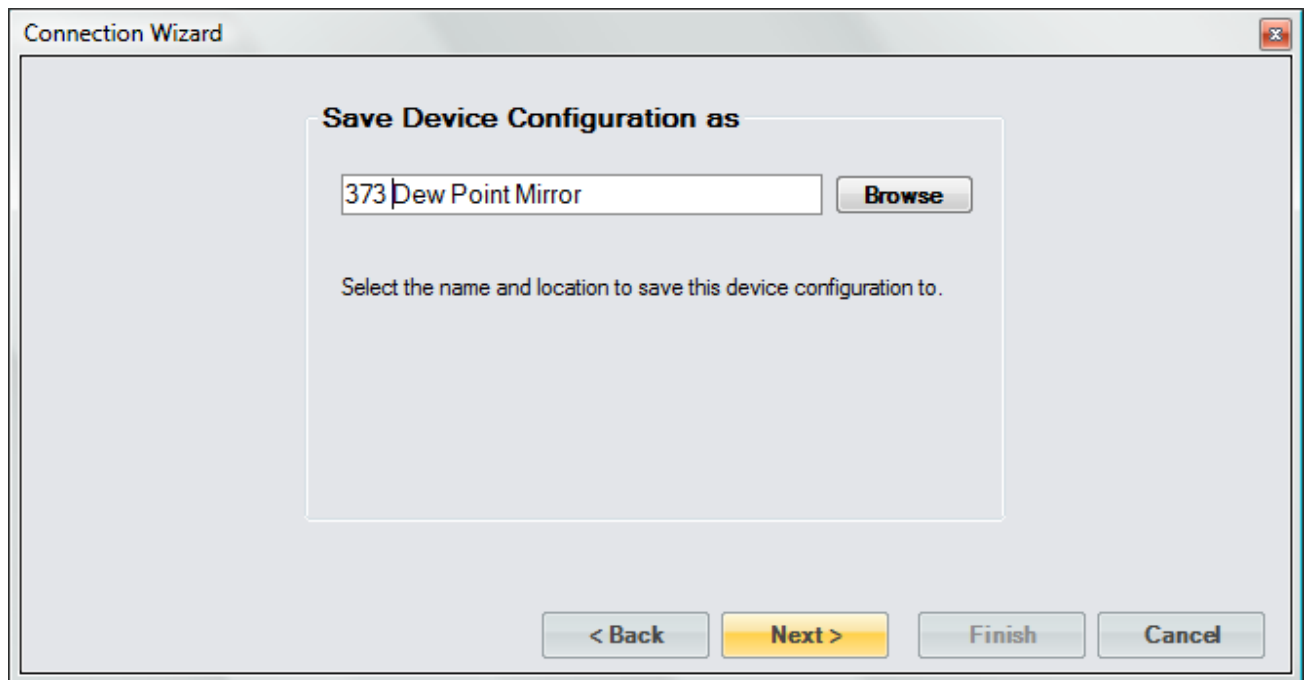 Connection Wizard
x
Save Device Configuration as
373 Dew Point Mirror
Browse
Select the name and location to save this device configuration to.
< Back
Next >
Finish
Cancel